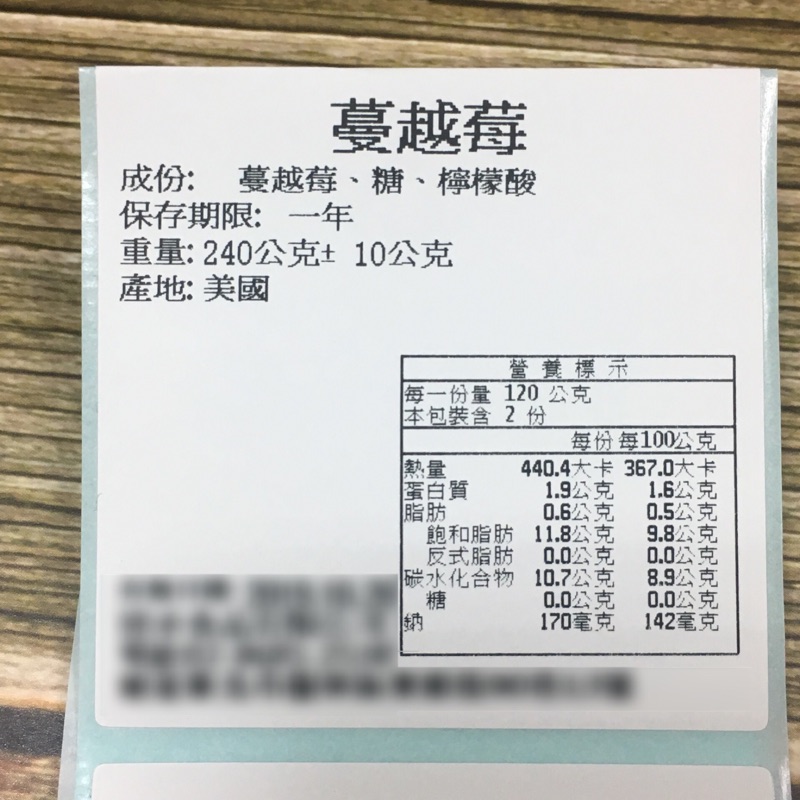 蔓越莓
成份: 蔓越莓、糖、檸檬酸
保存期限: 一年
重量: 240公克± 10公克
產地: 美國
營養標示
每一份量 120 公克
本包裝含 2 份
每份 每100公克
熱量 440.4大卡 367.0大卡
蛋白質 1.9公克 1.6公克
脂肪 0.6公克 0.5公克
飽和脂肪 11.8公克 9.8公克
反式脂肪 0.0公克 0.0公克
碳水化合物 10.7公克 8.9公克
糖 0.0公克 0.0公克
鈉 170毫克 142毫克